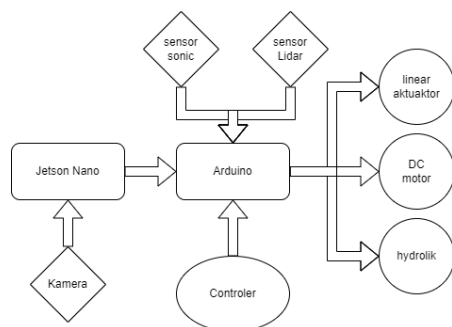 sensor
sonic
sensor
Lidar
linear
aktuaktor
Jetson Nano
Arduino
DC
motor
Kamera
Controler
hydrolik